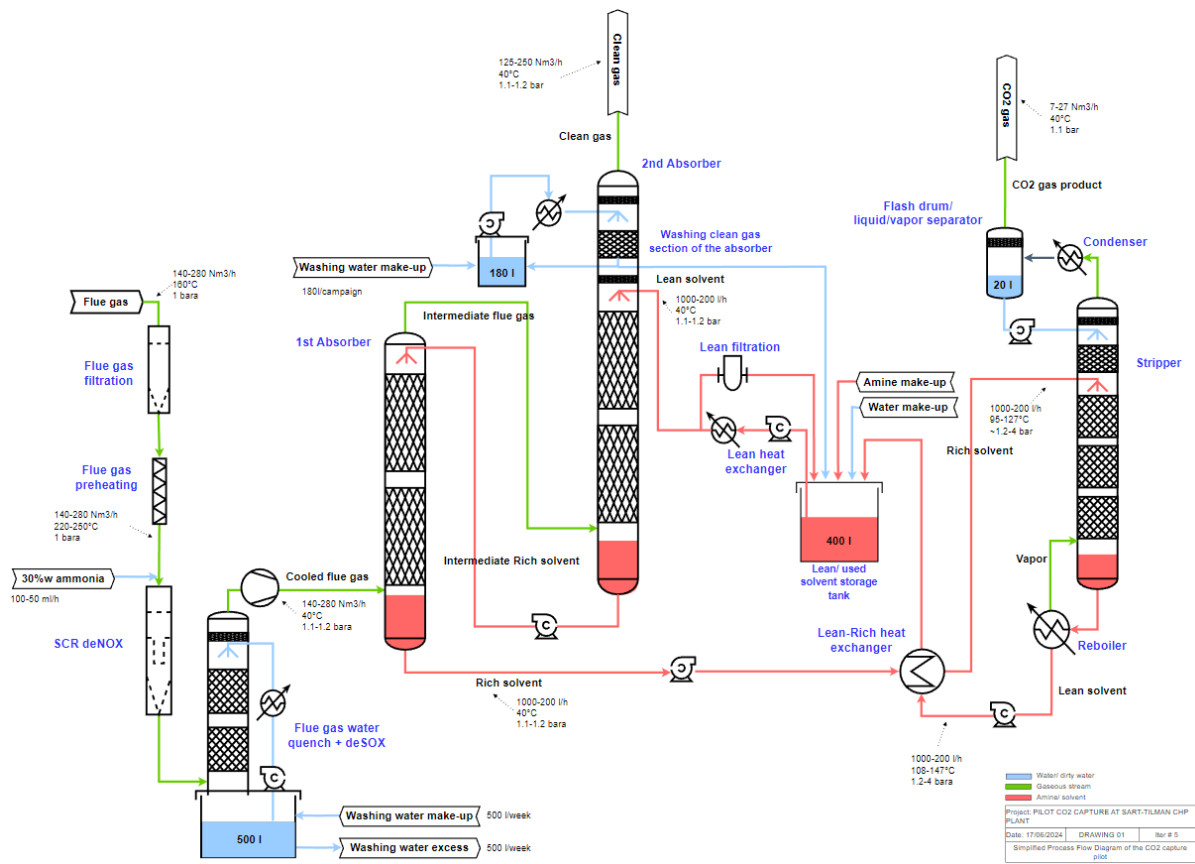 Clean gas
125-250 Nm3/h
40°C
1.1-1.2 bar
Clean gas
2nd Absorber
CO2 gas
7-27 Nm3/h
40°C
1.1 bar
CO2 gas product
Flash drum/
liquid/vapor separator
Condenser
20 l
Stripper
Washing clean gas
section of the absorber
180 l
Washing water make-up
180l/campaign
Lean solvent
1000-200 l/h
40°C
1.1-1.2 bar
140-280 Nm3/h
160°C
1 bara
Flue gas
Flue gas
filtration
Intermediate flue gas
1st Absorber
Lean filtration
Amine make-up
Water make-up
Lean heat
exchanger
1000-200 l/h
95-127°C
~1.2-4 bar
Rich solvent
Flue gas
preheating
140-280 Nm3/h
220-250°C
1 bara
400 l
Lean/ used
solvent storage
tank
Intermediate Rich solvent
Vapor
30%w ammonia
100-50 ml/h
Cooled flue gas
140-280 Nm3/h
40°C
1.1-1.2 bara
SCR deNOX
Lean-Rich heat
exchanger
Reboiler
C
C
C
C
C
C
C
C
Rich solvent
1000-200 l/h
40°C
1.1-1.2 bara
Lean solvent
Flue gas water
quench + deSOX
1000-200 l/h
108-147°C
1.2-4 bara
500 l
Washing water make-up
500 l/week
Washing water excess
500 l/week
Water/ dirty water
Gaseous stream
Amine/ solvent
Project: PILOT CO2 CAPTURE AT SART-TILMAN CHP
PLANT
Date: 17/06/2024
DRAWING 01
Iter # 5
Simplified Process Flow Diagram of the CO2 capture
pilot